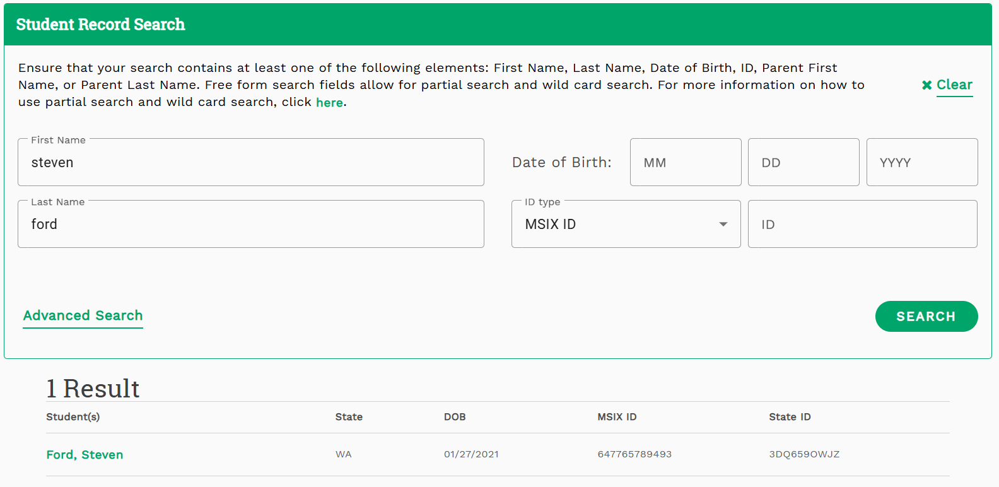 Student Record Search
Ensure that your search contains at least one of the following elements: First Name, Last Name, Date of Birth, ID, Parent First
Name, or Parent Last Name. Free form search fields allow for partial search and wild card search. For more information on how to
use partial search and wild card search, click here.
✖ Clear
First Name
steven
Date of Birth: MM DD YYYY
Last Name
ford
ID type
MSIX ID
ID
Advanced Search
SEARCH
1 Result
Student(s) State DOB MSIX ID State ID
Ford, Steven WA 01/27/2021 647765789493 3DQ659OWJZ